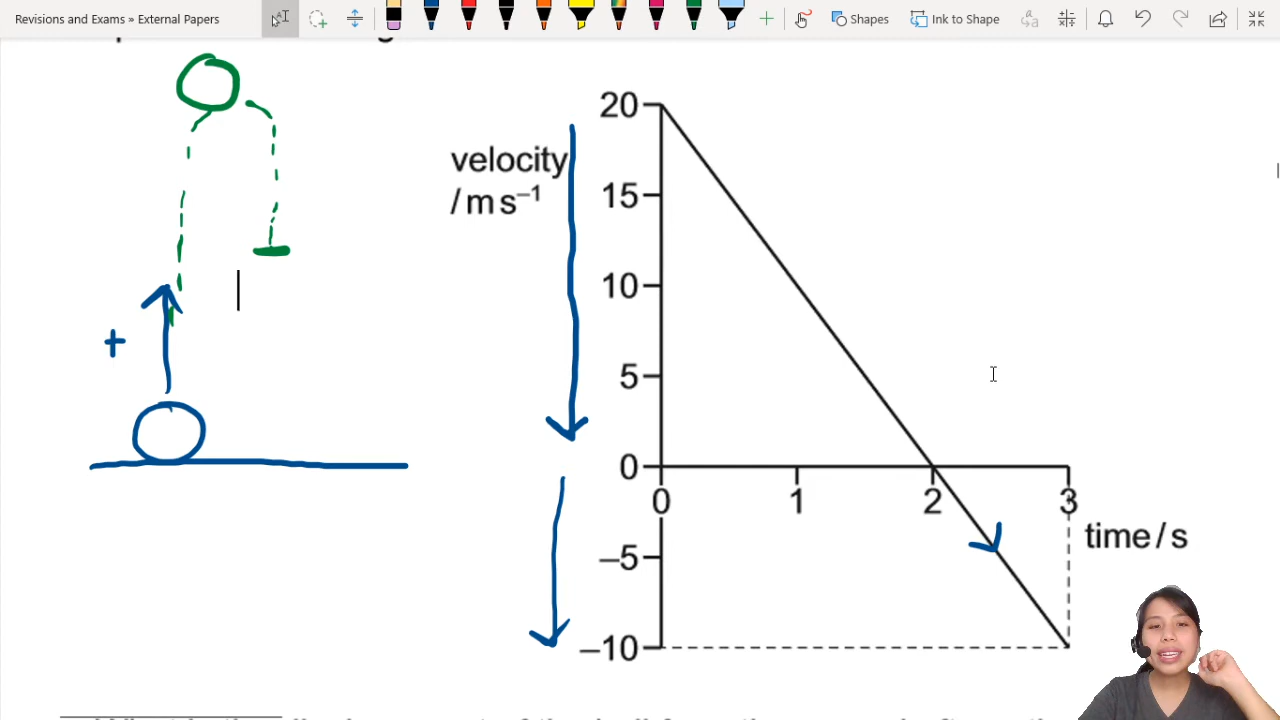 Revisions and Exams » External Papers
Shapes
Ink to Shape
+
velocity
/ m s–1
20
15
10
5
0
–5
–10
0
1
2
3
time / s